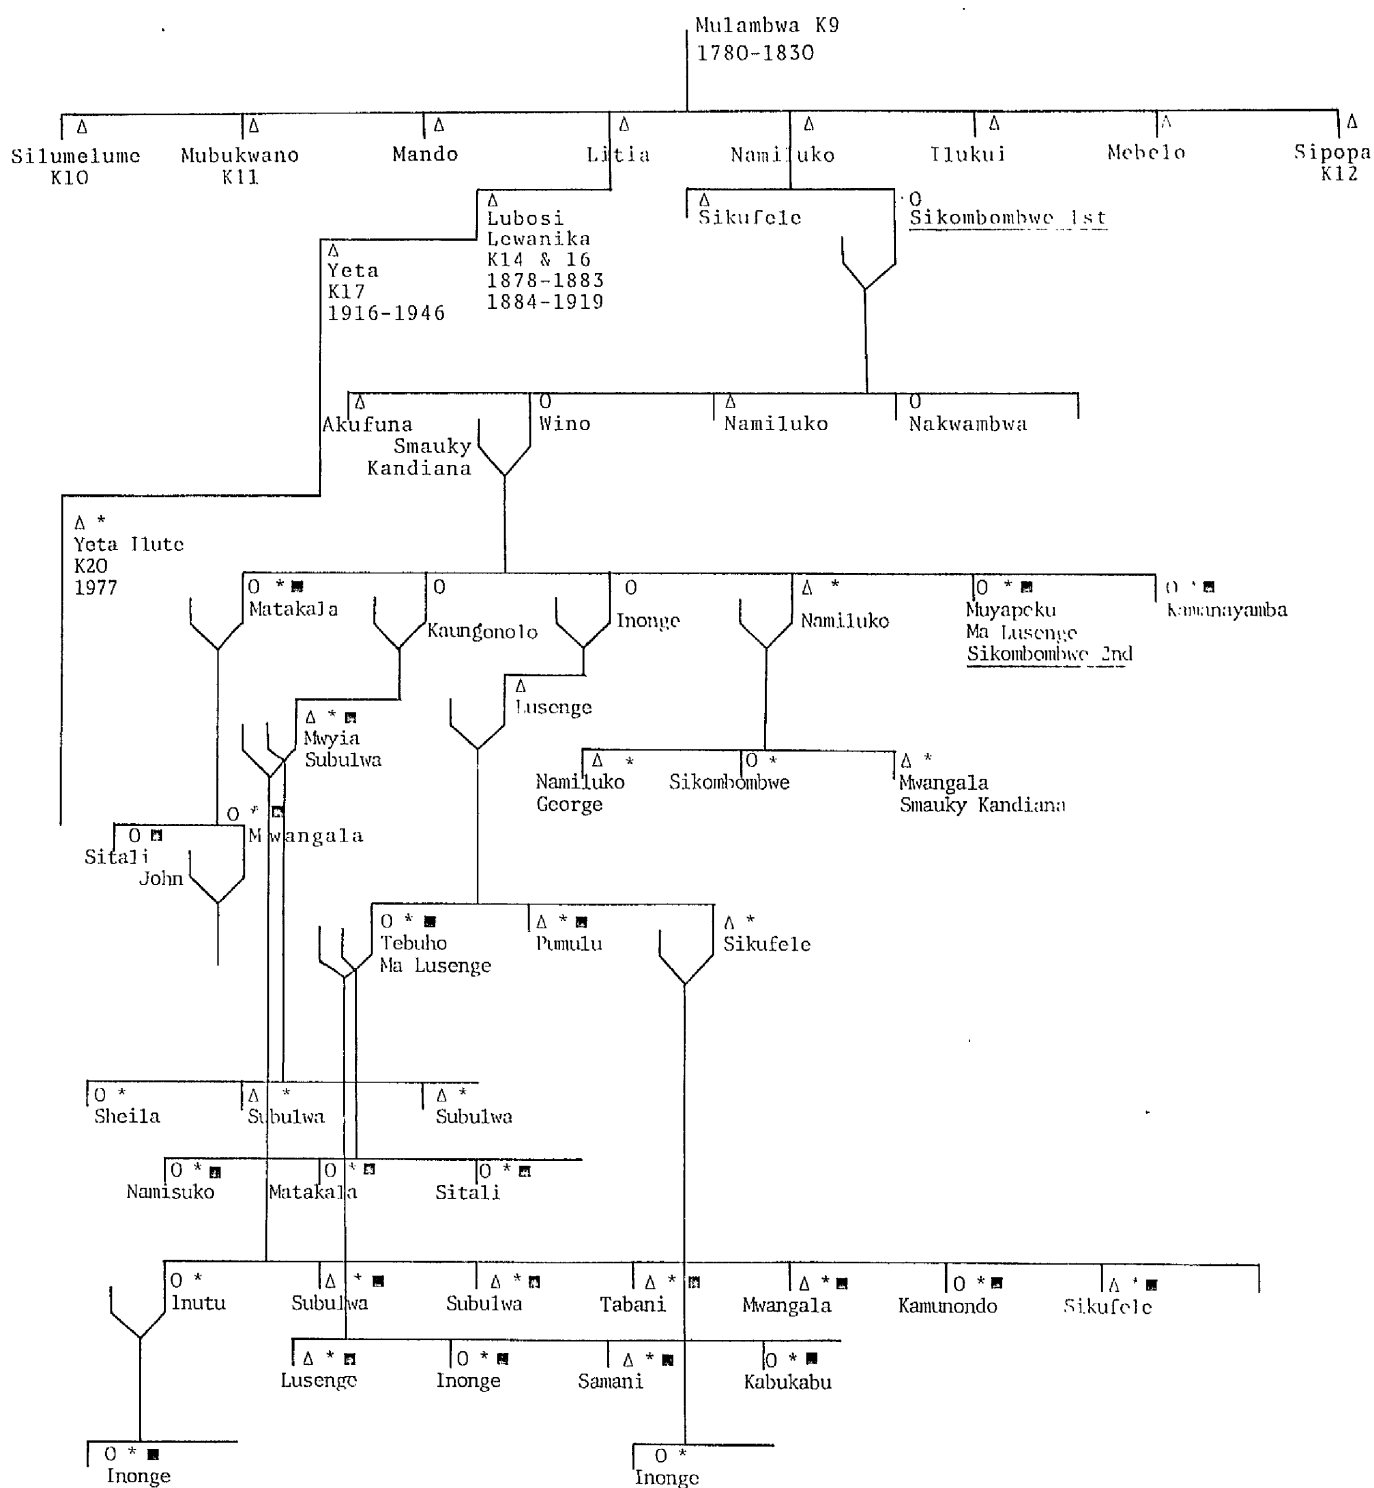 Mulambwa K9
1780-1830
Δ Δ Δ Δ Δ Δ Δ Δ
Silumelume Mubukwano Mando Litia Namiluko Ilukui Mebelo Sipopa
K10 K11 K12
Δ Δ O
Lubosi Sikufele Sikombombwe 1st
Lewanika
K14 & 16
1878-1883
1884-1919
Δ
Yeta
K17
1916-1946
Δ O Δ O
Akufuna Wino Namiluko Nakwambwa
Smauky
Kandiana
Δ *
Yeta Ilute
K20
1977
O * ■ O O Δ * O * ■ O * ■
Matakala Kaungonolo Inonge Namiluko Muyapeku Kamanayamba
Ma Lusenge
Sikombombwe 2nd
Δ
Lusenge
Δ * ■
Mwyia
Subulwa
Δ * O * Δ *
Namiluko Sikombombwe Mwangala
George Smauky Kandiana
O ■ O * ■
Sitali Mwangala
John
O * ■ Δ * ■ Δ *
Tebuho Pumulu Sikufele
Ma Lusenge
O * Δ * Δ *
Sheila Subulwa Subulwa
O * ■ O * ■ O * ■
Namisuko Matakala Sitali
O * Δ * ■ Δ * ■ Δ * ■ Δ * ■ O * ■ Δ * ■
Inutu Subulwa Subulwa Tabani Mwangala Kamunondo Sikufele
Δ * ■ O * ■ Δ * ■ O * ■
Lusenge Inonge Samani Kabukabu
O * ■ O *
Inonge Inonge